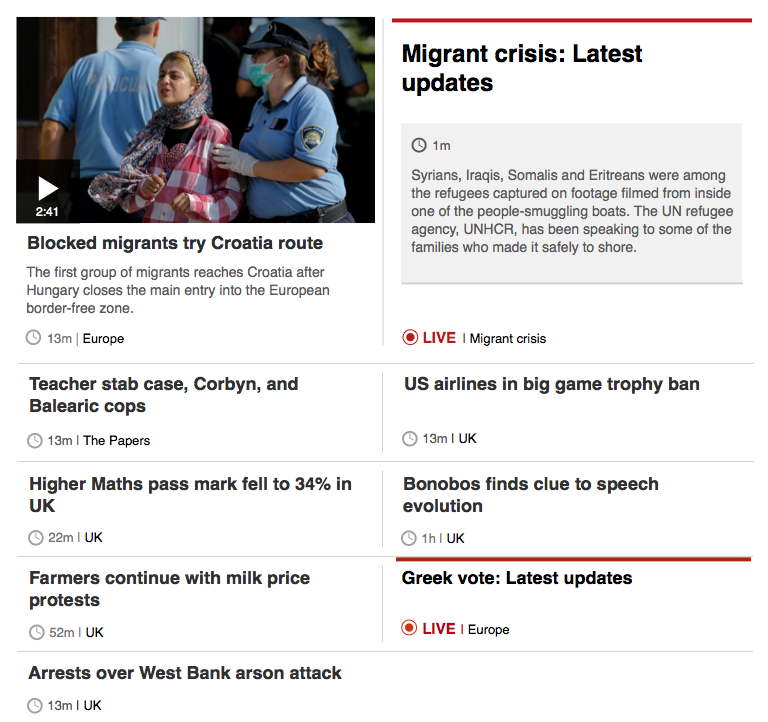 POLICIJA
2:41
Blocked migrants try Croatia route
The first group of migrants reaches Croatia after
Hungary closes the main entry into the European
border-free zone.
13m | Europe
Migrant crisis: Latest
updates
1m
Syrians, Iraqis, Somalis and Eritreans were among
the refugees captured on footage filmed from inside
one of the people-smuggling boats. The UN refugee
agency, UNHCR, has been speaking to some of the
families who made it safely to shore.
LIVE | Migrant crisis
Teacher stab case, Corbyn, and
Balearic cops
13m | The Papers
US airlines in big game trophy ban
13m | UK
Higher Maths pass mark fell to 34% in
UK
22m | UK
Bonobos finds clue to speech
evolution
1h | UK
Farmers continue with milk price
protests
52m | UK
Greek vote: Latest updates
LIVE | Europe
Arrests over West Bank arson attack
13m | UK